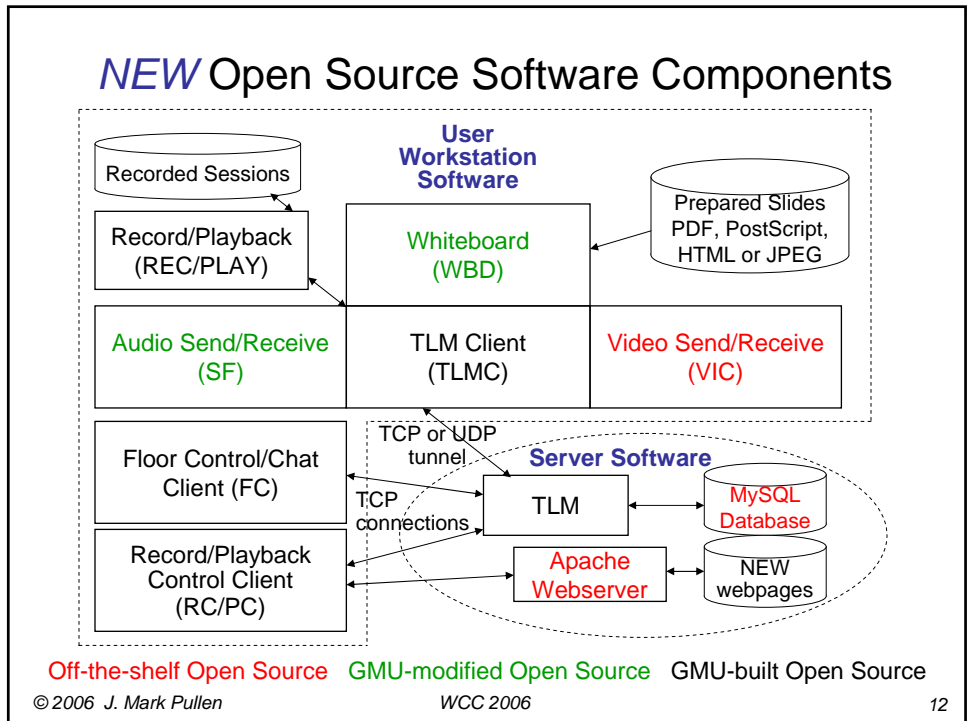 NEW Open Source Software Components
User
Workstation
Software
Recorded Sessions
Record/Playback
(REC/PLAY)
Whiteboard
(WBD)
Prepared Slides
PDF, PostScript,
HTML or JPEG
Audio Send/Receive
(SF)
TLM Client
(TLMC)
Video Send/Receive
(VIC)
TCP or UDP
tunnel
Floor Control/Chat
Client (FC)
Server Software
TCP
connections
TLM
MySQL
Database
Record/Playback
Control Client
(RC/PC)
Apache
Webserver
NEW
webpages
Off-the-shelf Open Source GMU-modified Open Source GMU-built Open Source
© 2006 J. Mark Pullen WCC 2006 12